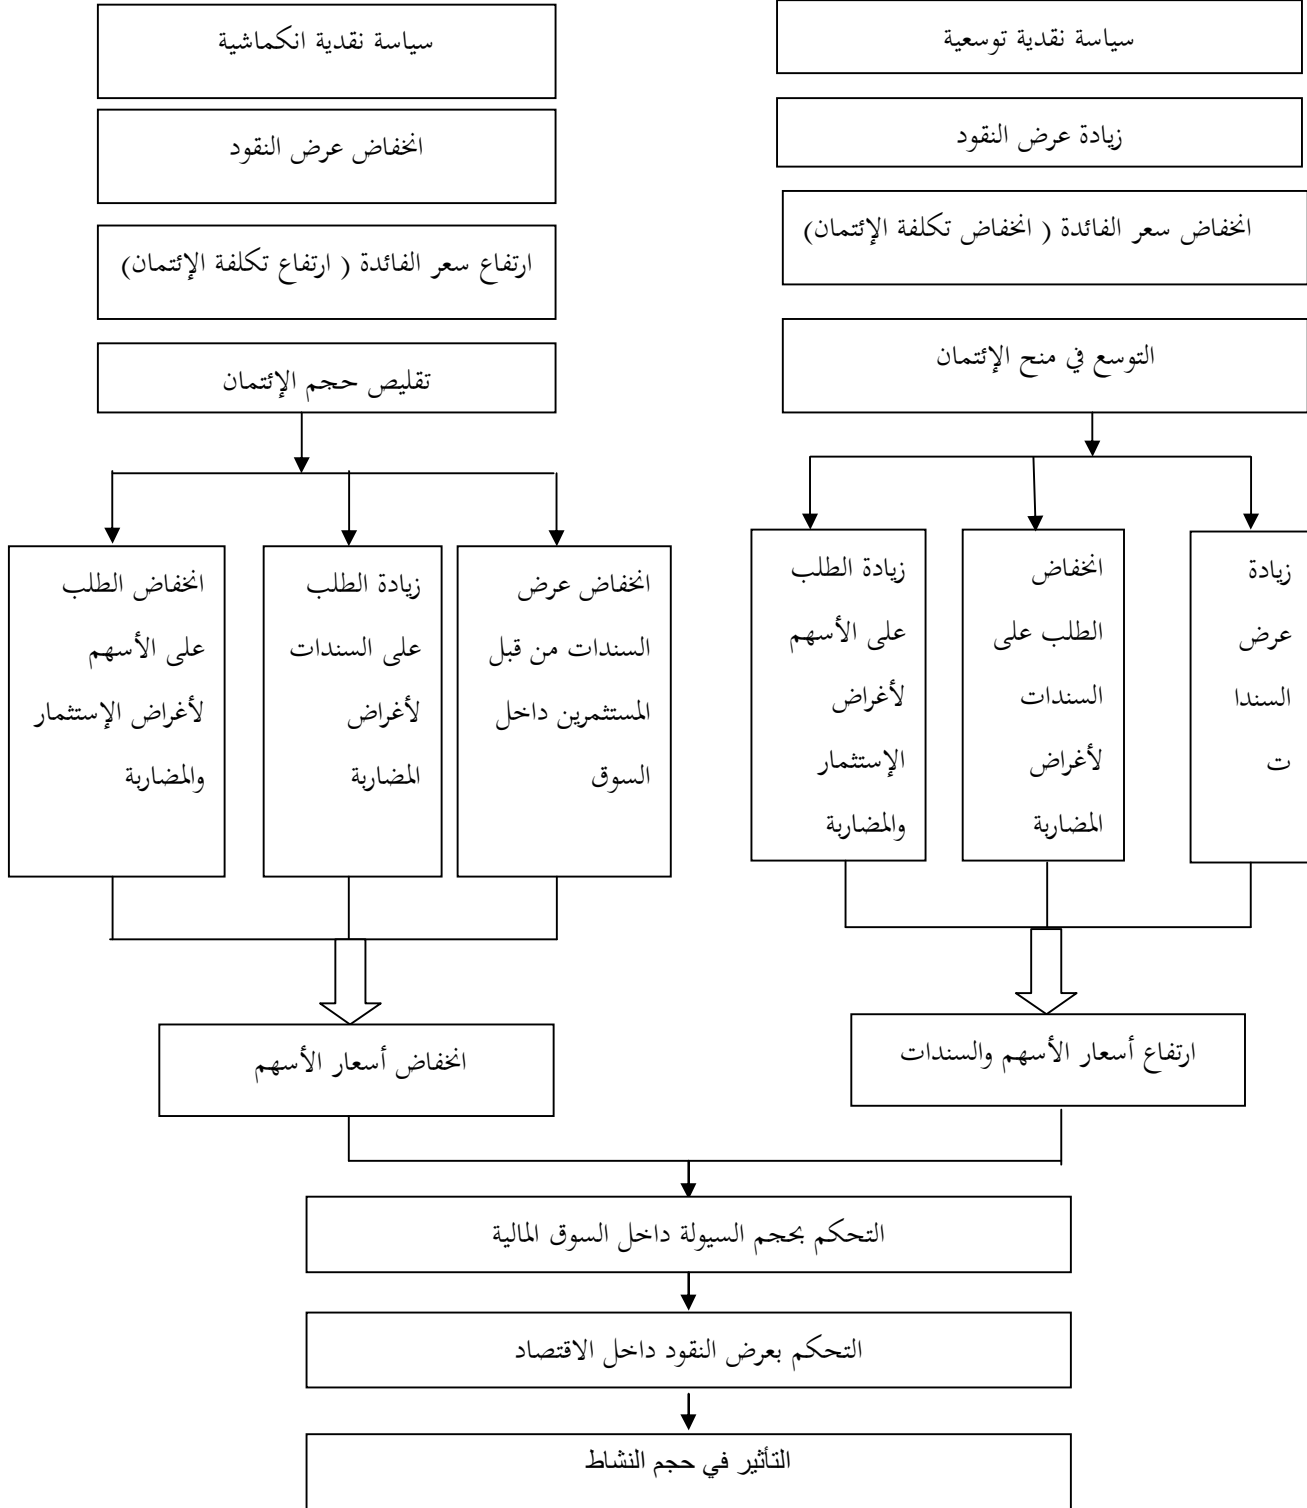 سياسة نقدية توسعية
سياسة نقدية انكماشية
زيادة عرض النقود
انخفاض عرض النقود
انخفاض سعر الفائدة ( انخفاض تكلفة الإئتمان)
ارتفاع سعر الفائدة ( ارتفاع تكلفة الإئتمان)
التوسع في منح الإئتمان
تقليص حجم الإئتمان
زيادة
عرض
السندا
ت
انخفاض
الطلب على
السندات
لأغراض
المضاربة
زيادة الطلب
على الأسهم
لأغراض
الإستثمار
والمضاربة
انخفاض عرض
السندات من قبل
المستثمرين داخل
السوق
زيادة الطلب
على السندات
لأغراض
المضاربة
انخفاض الطلب
على الأسهم
لأغراض الإستثمار
والمضاربة
ارتفاع أسعار الأسهم والسندات
انخفاض أسعار الأسهم
التحكم بحجم السيولة داخل السوق المالية
التحكم بعرض النقود داخل الاقتصاد
التأثير في حجم النشاط